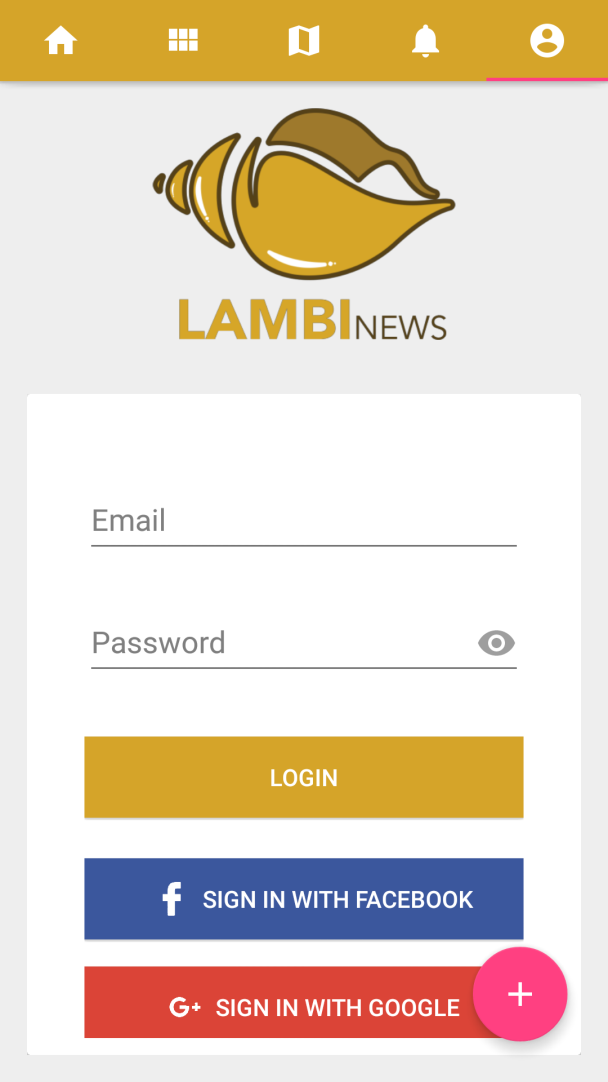 LAMBINEWS
Email
Password
LOGIN
f SIGN IN WITH FACEBOOK
G+ SIGN IN WITH GOOGLE